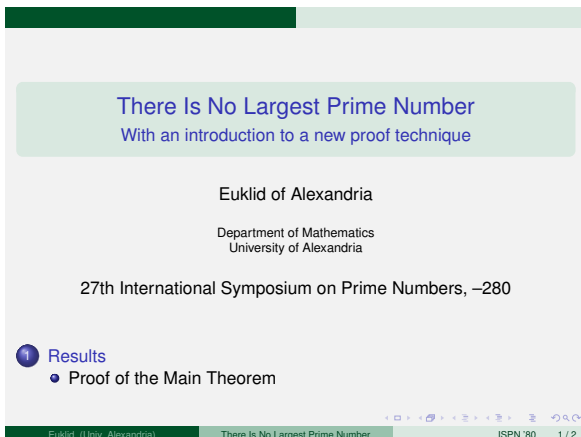 There Is No Largest Prime Number
With an introduction to a new proof technique
Euklid of Alexandria
Department of Mathematics
University of Alexandria
27th International Symposium on Prime Numbers, –280
1 Results
Proof of the Main Theorem
Euklid (Univ. Alexandria) There Is No Largest Prime Number ISPN ’80 1 / 2